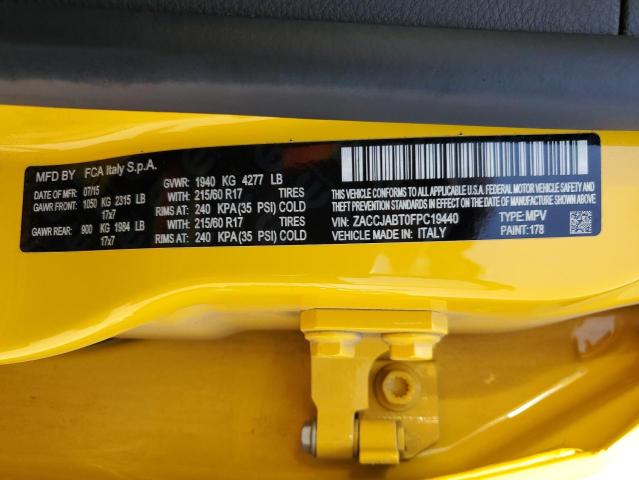 MFD BY FCA Italy S.p.A.
DATE OF MFR: 07/15 GVWR: 1940 KG 4277 LB
GAWR FRONT: 1050 KG 2315 LB 215/60 R17 TIRES
17x7 RIMS AT: 240 KPA (35 PSI) COLD
GAWR REAR: 900 KG 1984 LB 215/60 R17 TIRES
17x7 RIMS AT: 240 KPA (35 PSI) COLD
THIS VEHICLE CONFORMS TO ALL APPLICABLE U.S.A. FEDERAL MOTOR VEHICLE SAFETY, BUMPER, AND
THEFT PREVENTION STANDARDS IN EFFECT ON THE DATE OF MANUFACTURE SHOWN ABOVE
VIN: ZACCJABT0FPC19440 TYPE: MPV
VEHICLE MADE IN: ITALY PAINT: 178